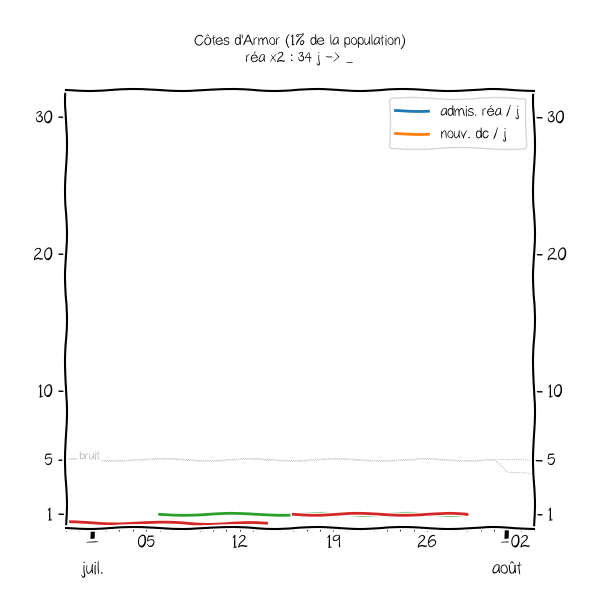 Côtes d'Armor (1% de la population)
réa x2 : 34 j -> _
admis. réa / j
nouv. dc / j
30
30
20
20
10
10
5
bruit
5
1
1
05
12
19
26
02
juil.
août